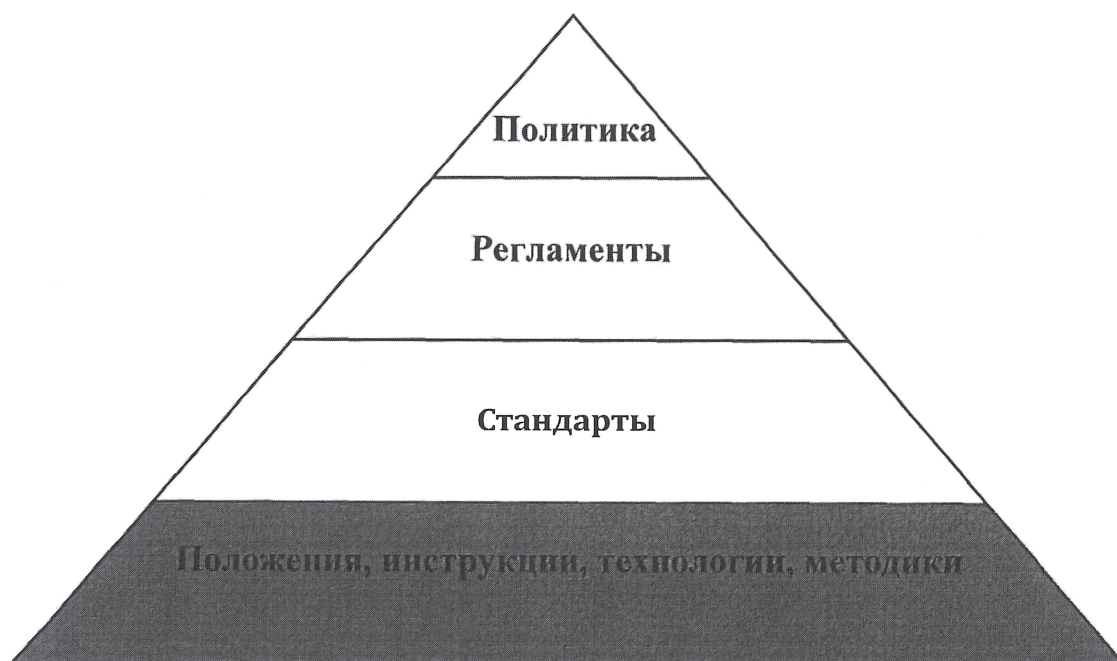 Политика
Регламенты
Стандарты
Положения, инструкции, технологии, методики